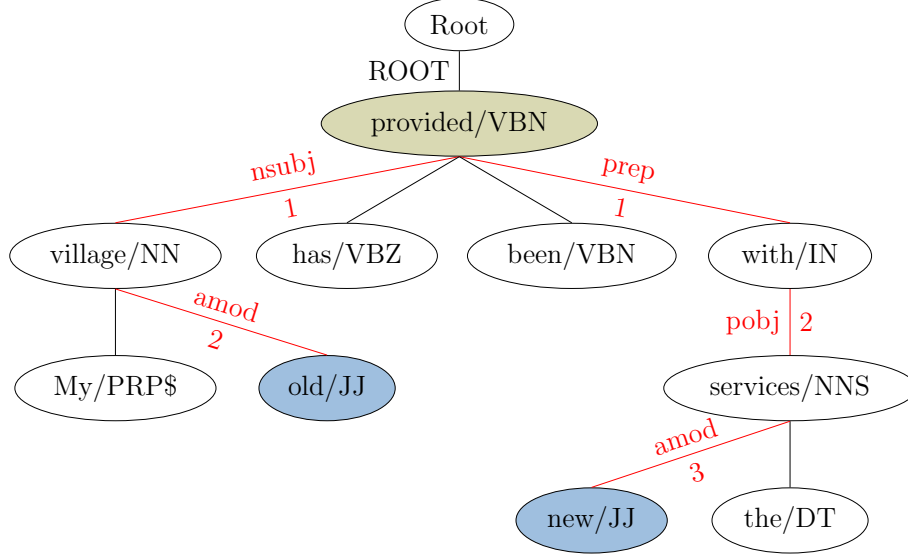 Root
ROOT
provided/VBN
nsubj
prep
1
1
village/NN
has/VBZ
been/VBN
with/IN
amod
2
pobj
2
My/PRP$
old/JJ
services/NNS
amod
3
new/JJ
the/DT